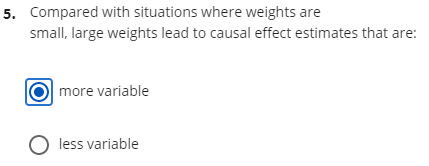 5. Compared with situations where weights are
small, large weights lead to causal effect estimates that are:
more variable
less variable